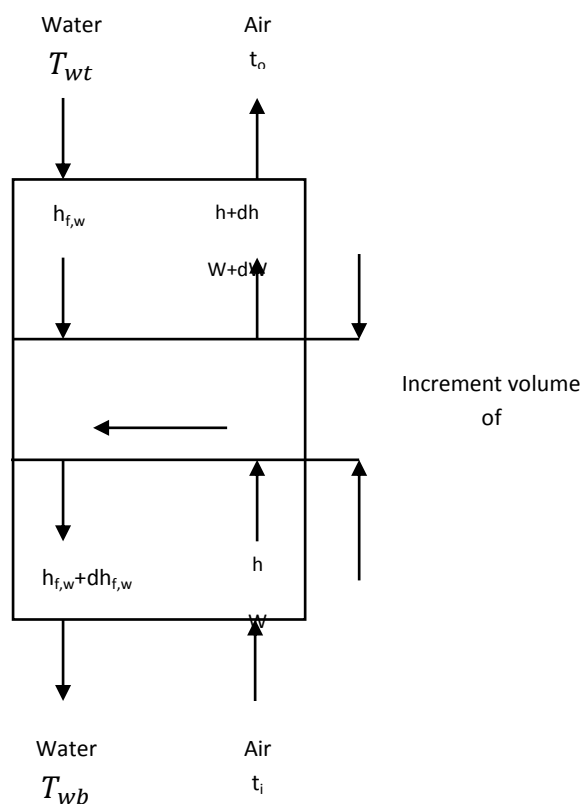 Water Air
T_wt t_o
h_f,w h+dh
W+dW
Increment volume
of
h
h_f,w+dh_f,w
W
Water Air
T_wb t_i